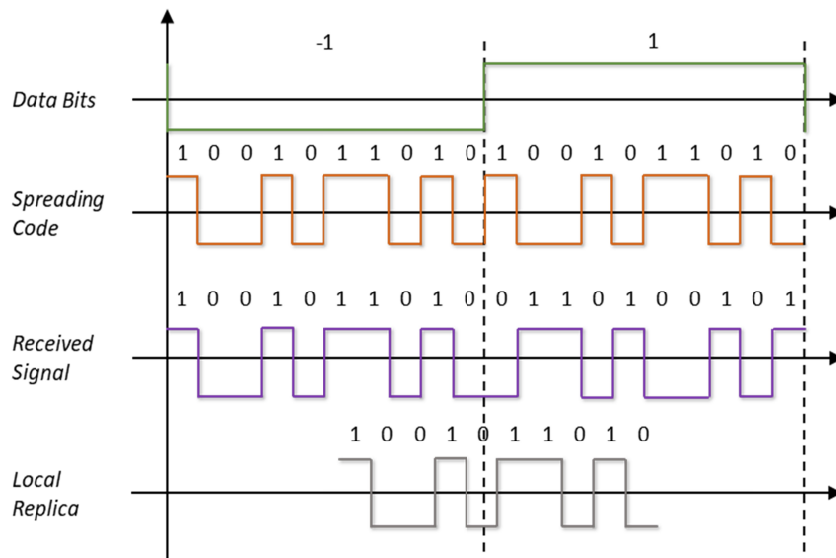 -1 1
Data Bits
1 0 0 1 0 1 1 0 1 0 1 0 0 1 0 1 1 0 1 0
Spreading
Code
1 0 0 1 0 1 1 0 1 0 0 1 1 0 1 0 0 1 0 1
Received
Signal
1 0 0 1 0 1 1 0 1 0
Local
Replica